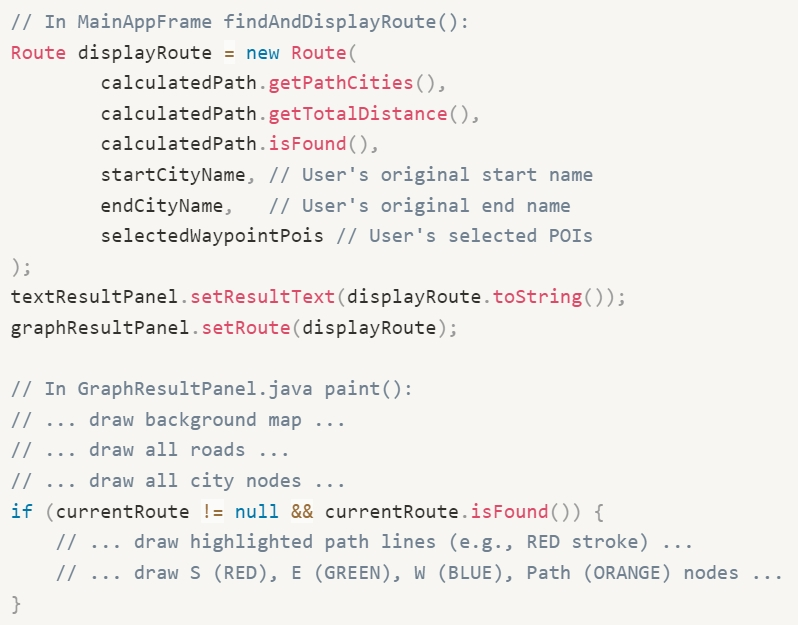 // In MainAppFrame findAndDisplayRoute():
Route displayRoute = new Route(
        calculatedPath.getPathCities(),
        calculatedPath.getTotalDistance(),
        calculatedPath.isFound(),
        startCityName, // User's original start name
        endCityName,   // User's original end name
        selectedWaypointPois // User's selected POIs
);
textResultPanel.setResultText(displayRoute.toString());
graphResultPanel.setRoute(displayRoute);

// In GraphResultPanel.java paint():
// ... draw background map ...
// ... draw all roads ...
// ... draw all city nodes ...
if (currentRoute != null && currentRoute.isFound()) {
    // ... draw highlighted path lines (e.g., RED stroke) ...
    // ... draw S (RED), E (GREEN), W (BLUE), Path (ORANGE) nodes ...
}